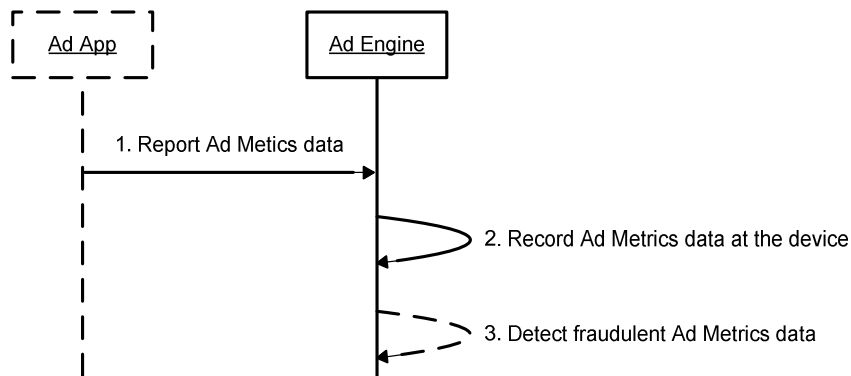 Ad App
Ad Engine
1. Report Ad Metics data
2. Record Ad Metrics data at the device
3. Detect fraudulent Ad Metrics data